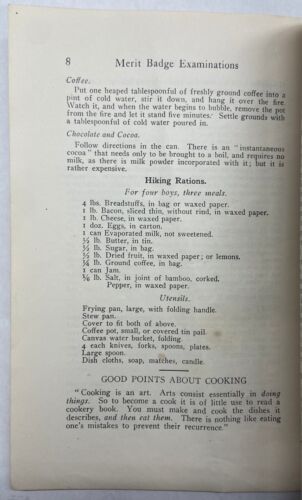 8 Merit Badge Examinations
Coffee.
Put one heaped tablespoonful of freshly ground coffee into a
pint of cold water, stir it down, and hang it over the fire.
Watch it, and when the water begins to bubble, remove the pot
from the fire and let it stand five minutes. Settle grounds with
a tablespoonful of cold water poured in.
Chocolate and Cocoa.
Follow directions in the can. There is an "instantaneous
cocoa" that needs only to be brought to a boil, and requires no
milk, as there is milk powder incorporated with it; but it is
rather expensive.
Hiking Rations.
For four boys, three meals.
4 lbs. Breadstuffs, in bag or waxed paper.
1 lb. Bacon, sliced thin, without rind, in waxed paper.
1 lb. Cheese, in waxed paper.
1 doz. Eggs, in carton.
1 can Evaporated milk, not sweetened.
½ lb. Butter, in tin.
½ lb. Sugar, in bag.
½ lb. Dried fruit, in waxed paper; or lemons.
¼ lb. Ground coffee, in bag.
1 can Jam.
lb. Salt, in joint of bamboo, corked.
Pepper, in waxed paper.
Utensils.
Frying pan, large, with folding handle.
Stew pan.
Cover to fit both of above.
Coffee pot, small, or covered tin pail.
Canvas water bucket, folding.
4 each knives, forks, spoons, plates.
Large spoon.
Dish cloths, soap, matches, candle.
GOOD POINTS ABOUT COOKING
"Cooking is an art. Arts consist essentially in doing
things. So to become a cook it is of little use to read a
cookery book. You must make and cook the dishes it
describes, and then eat them. There is nothing like eating
one's mistakes to prevent their recurrence."